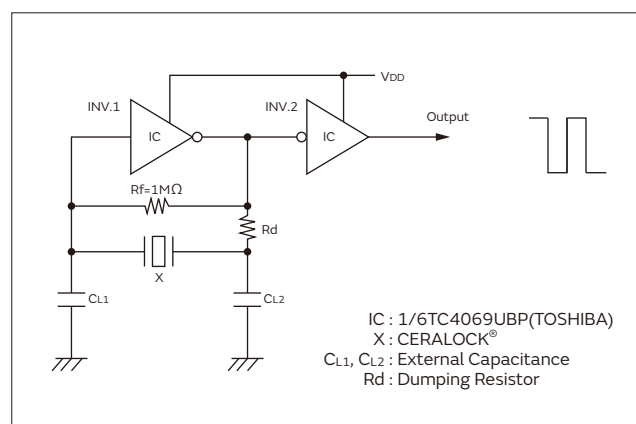 VDD
INV.1
INV.2
IC
IC
Output
Rf=1MΩ
Rd
X
CL1
CL2
IC : 1/6TC4069UBP(TOSHIBA)
X : CERALOCK®
CL1, CL2 : External Capacitance
Rd : Dumping Resistor